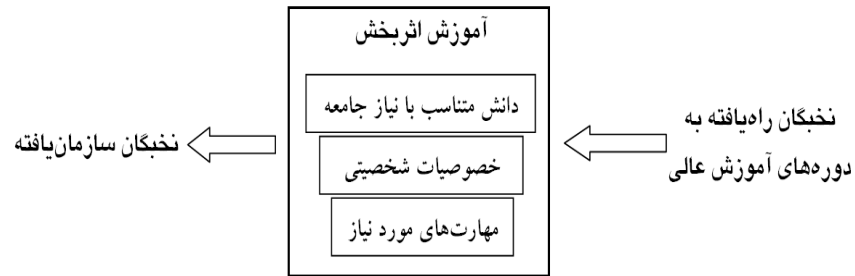 نخبگان راه‌یافته به
دوره‌های آموزش عالی
آموزش اثربخش
دانش متناسب با نیاز جامعه
خصوصیات شخصیتی
مهارت‌های مورد نیاز
نخبگان سازمان‌یافته